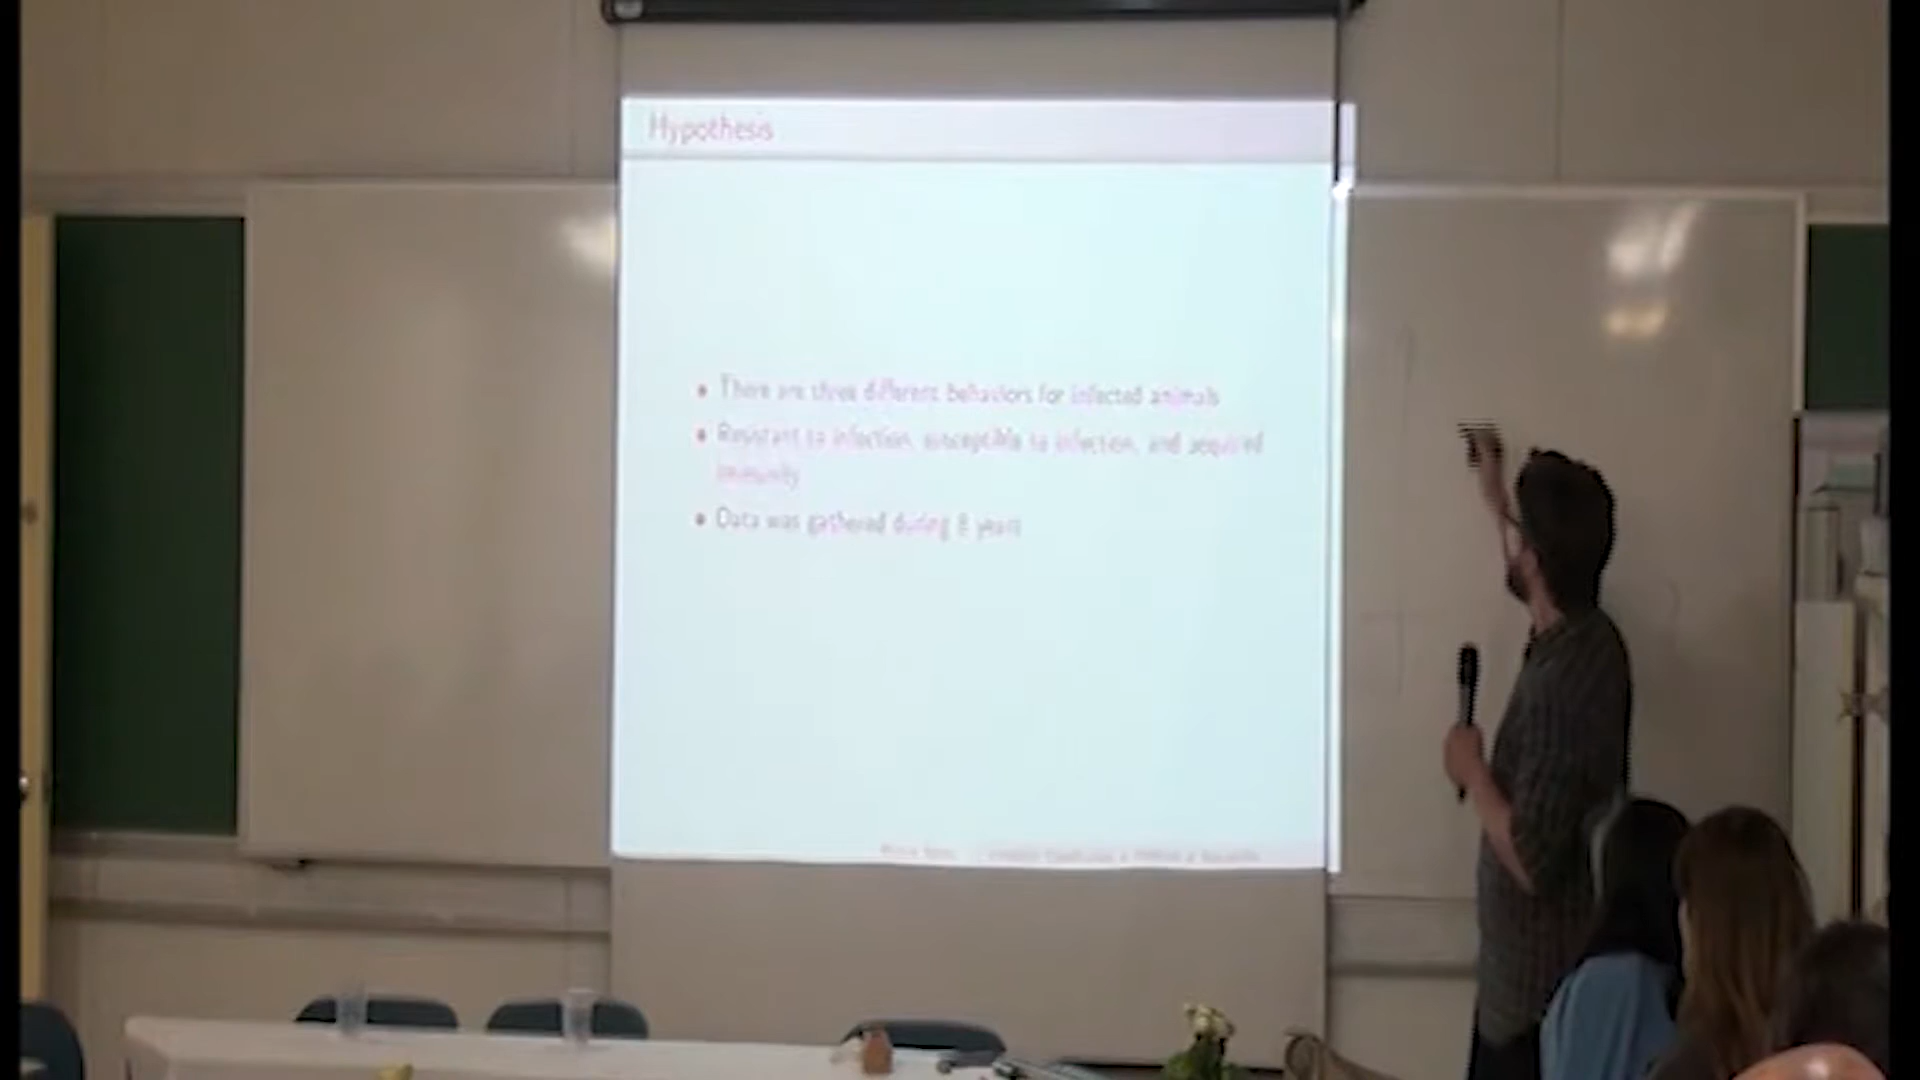 Hypothesis
There are three different behaviors for infected animals
Resistant to infection, susceptible to infection, and acquired
immunity
Data was gathered during 8 years